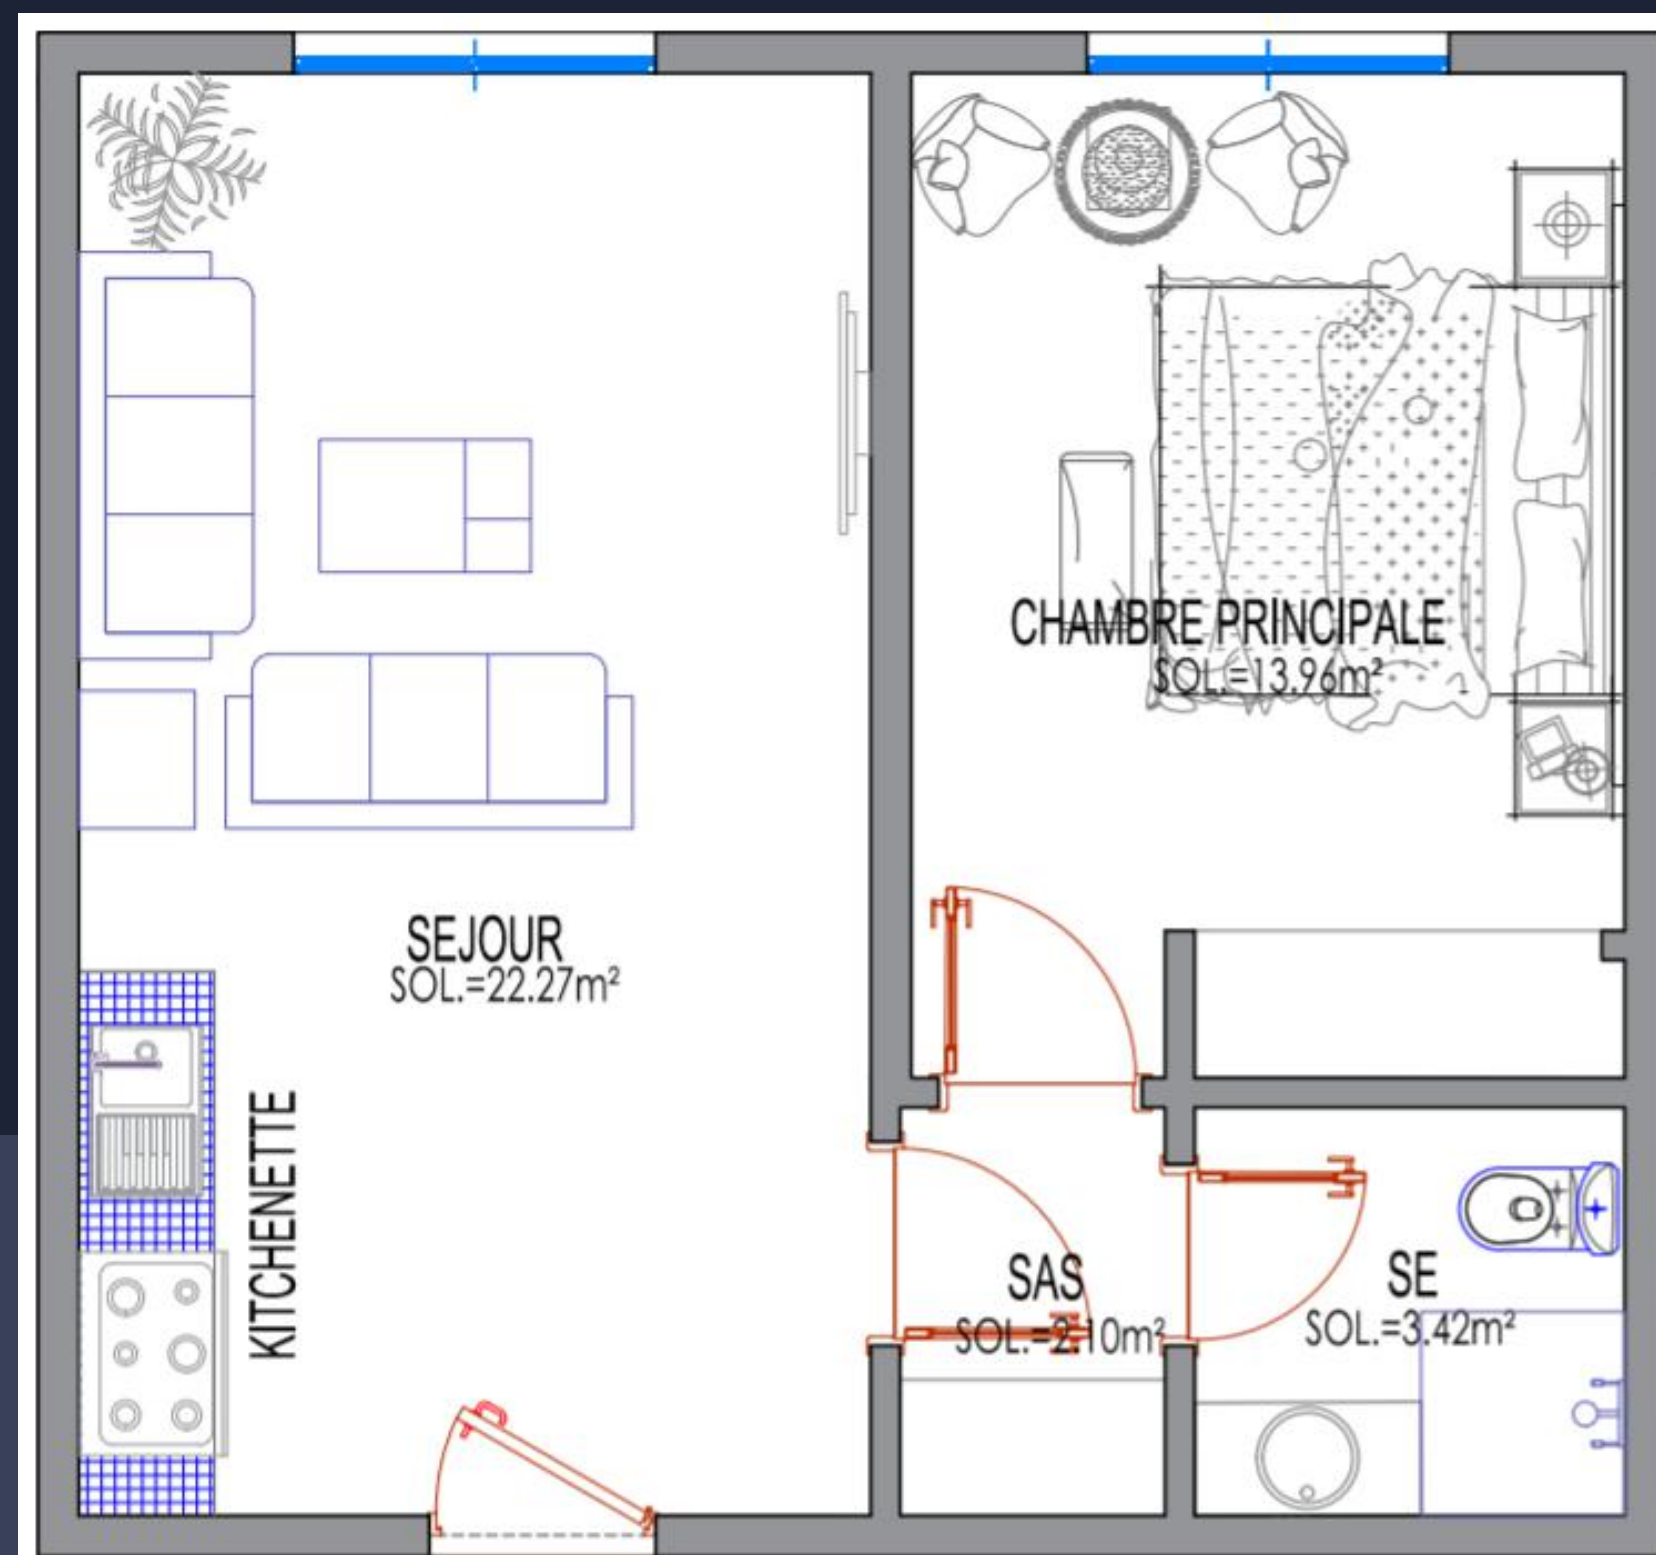 CHAMBRE PRINCIPALE
SOL.=13.96m²
SEJOUR
SOL.=22.27m²
KITCHENETTE
SAS
SOL.=2.10m²
SE
SOL.=3.42m²